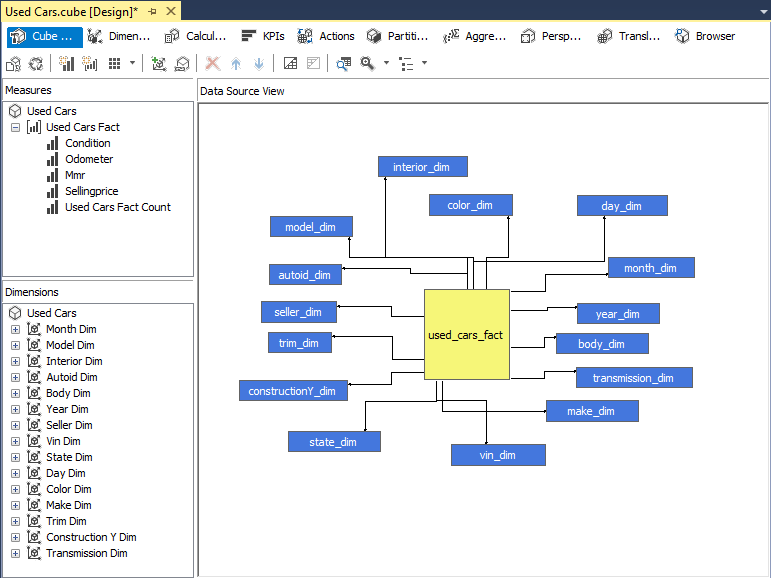 Used Cars.cube [Design]*
Cube ...
Dimen...
Calcul...
KPIs
Actions
Partiti...
Aggre...
Persp...
Transl...
Browser
Measures
Used Cars
Used Cars Fact
Condition
Odometer
Mmr
Sellingprice
Used Cars Fact Count
Dimensions
Used Cars
Month Dim
Model Dim
Interior Dim
Autoid Dim
Body Dim
Year Dim
Seller Dim
Vin Dim
State Dim
Day Dim
Color Dim
Make Dim
Trim Dim
Construction Y Dim
Transmission Dim
Data Source View
interior_dim
color_dim
day_dim
model_dim
month_dim
autoid_dim
seller_dim
year_dim
used_cars_fact
trim_dim
body_dim
transmission_dim
constructionY_dim
make_dim
state_dim
vin_dim